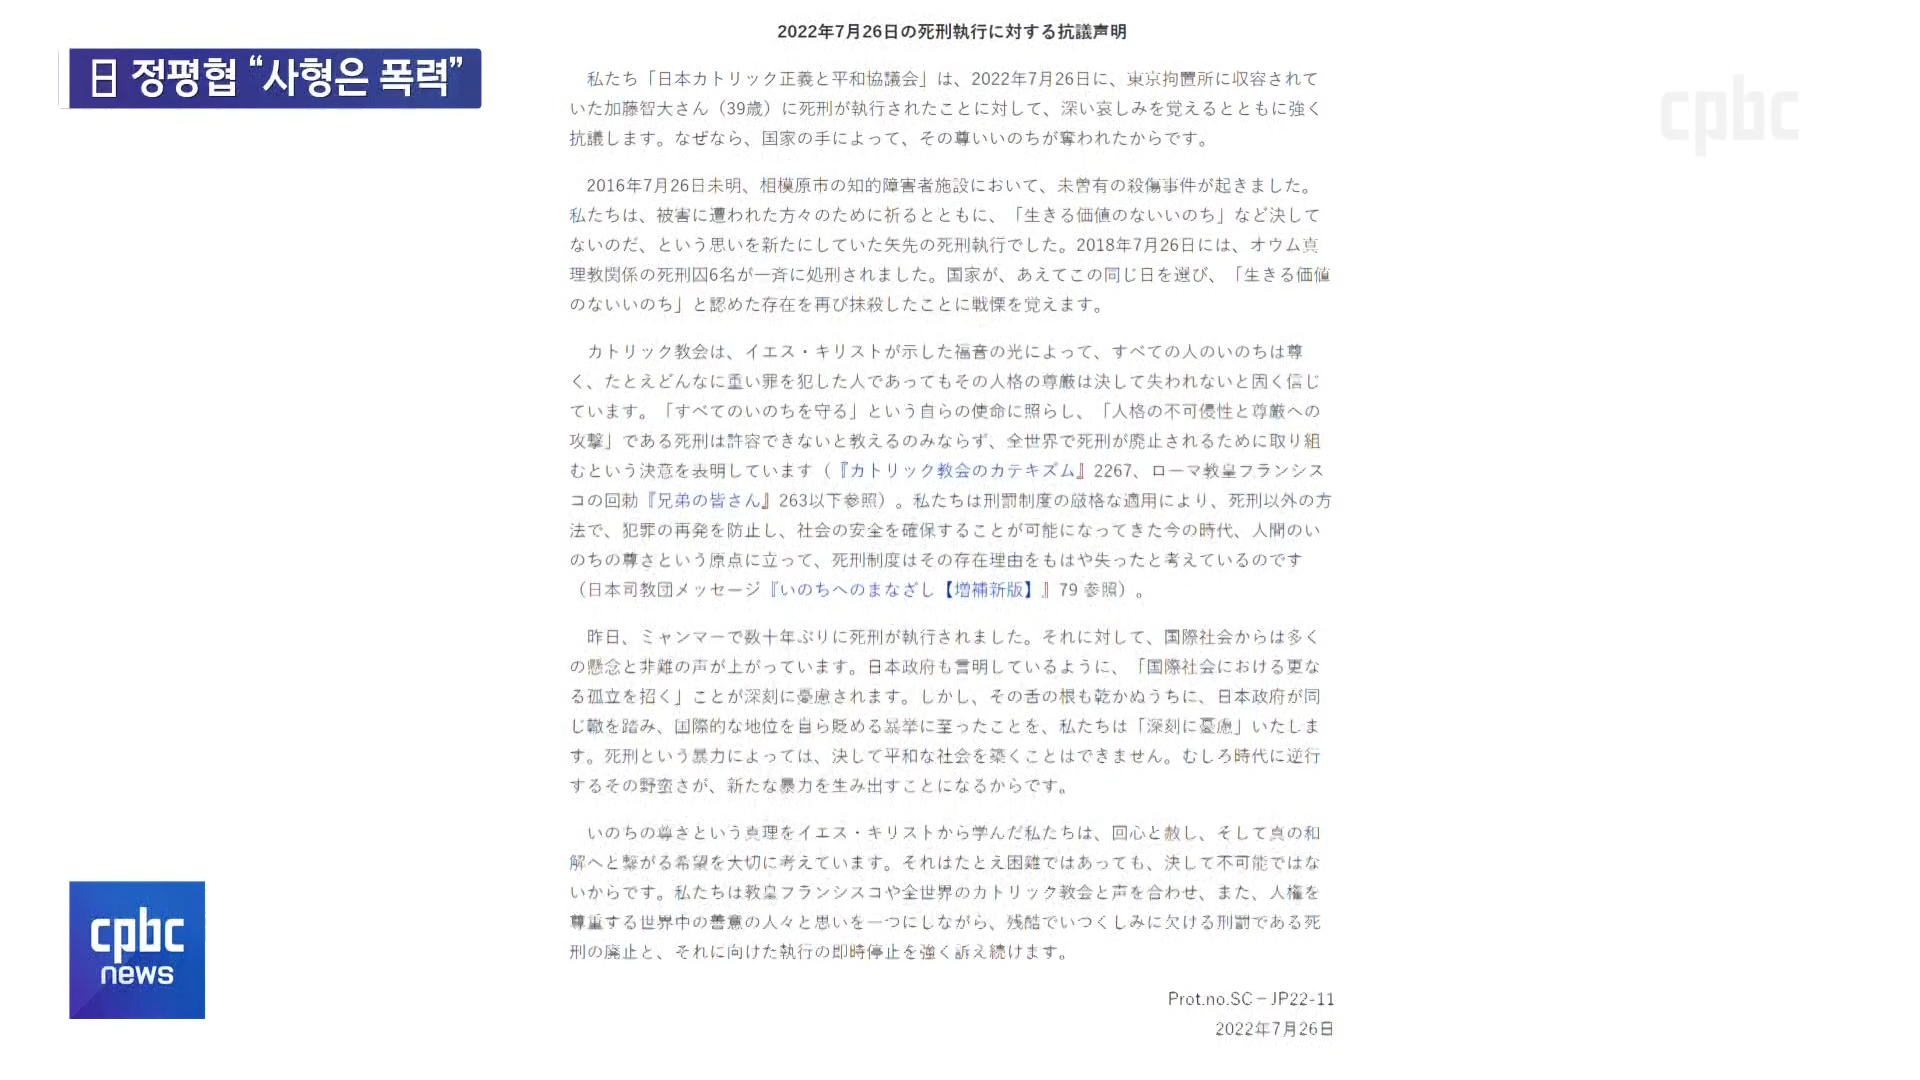 日 정평협 “사형은 폭력”
cpbc
2022年7月26日の死刑執行に対する抗議声明
私たち「日本カトリック正義と平和協議会」は、2022年7月26日に、東京拘置所に収容されて
いた加藤智大さん（39歳）に死刑が執行されたことに対して、深い哀しみを覚えるとともに強く
抗議します。なぜなら、国家の手によって、その尊いいのちが奪われたからです。
2016年7月26日未明、相模原市の知的障害者施設において、未曽有の殺傷事件が起きました。
私たちは、被害に遭われた方々のために祈るとともに、「生きる価値のないいのち」など決して
ないのだ、という思いを新たにしていた矢先の死刑執行でした。2018年7月26日には、オウム真
理教関係の死刑囚6名が一斉に処刑されました。国家が、あえてこの同じ日を選び、「生きる価値
のないいのち」と認めた存在を再び抹殺したことに戦慄を覚えます。
カトリック教会は、イエス・キリストが示した福音の光によって、すべての人のいのちは尊
く、たとえどんなに重い罪を犯した人であってもその人格の尊厳は決して失われないと固く信じ
ています。「すべてのいのちを守る」という自らの使命に照らし、「人格の不可侵性と尊厳への
攻撃」である死刑は許容できないと教えるのみならず、全世界で死刑が廃止されるために取り組
むという決意を表明しています（『カトリック教会のカテキズム』2267、ローマ教皇フランシス
コの回勅『兄弟の皆さん』263以下参照）。私たちは刑罰制度の厳格な適用により、死刑以外の方
法で、犯罪の再発を防止し、社会の安全を確保することが可能になってきた今の時代、人間のい
のちの尊さという原点に立って、死刑制度はその存在理由をもはや失ったと考えているのです
（日本司教団メッセージ『いのちへのまなざし【増補新版】』79 参照）。
昨日、ミャンマーで数十年ぶりに死刑が執行されました。それに対して、国際社会からは多く
の懸念と非難の声が上がっています。日本政府も言明しているように、「国際社会における更な
る孤立を招く」ことが深刻に憂慮されます。しかし、その舌の根も乾かぬうちに、日本政府が同
じ轍を踏み、国際的な地位を自ら貶める暴挙に至ったことを、私たちは「深刻に憂慮」いたしま
す。死刑という暴力によっては、決して平和な社会を築くことはできません。むしろ時代に逆行
するその野蛮さが、新たな暴力を生み出すことになるからです。
いのちの尊さという真理をイエス・キリストから学んだ私たちは、回心と赦し、そして真の和
解へと繋がる希望を大切に考えています。それはたとえ困難ではあっても、決して不可能ではな
いからです。私たちは教皇フランシスコや全世界のカトリック教会と声を合わせ、また、人権を
尊重する世界中の善意の人々と思いを一つにしながら、残酷でいつくしみに欠ける刑罰である死
刑の廃止と、それに向けた執行の即時停止を強く訴え続けます。
Prot.no.SC－JP22-11
2022年7月26日
cpbc
news